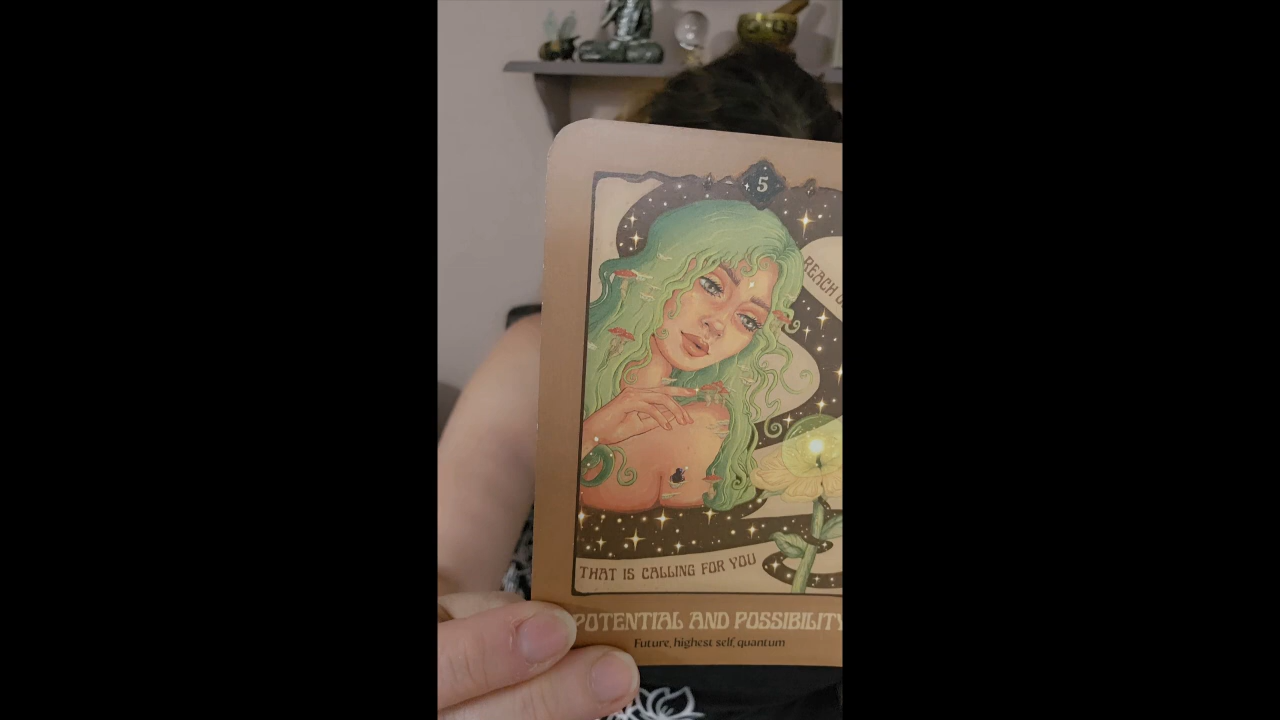 5
REACH
THAT IS CALLING FOR YOU
POTENTIAL AND POSSIBILITY
Future, highest self, quantum